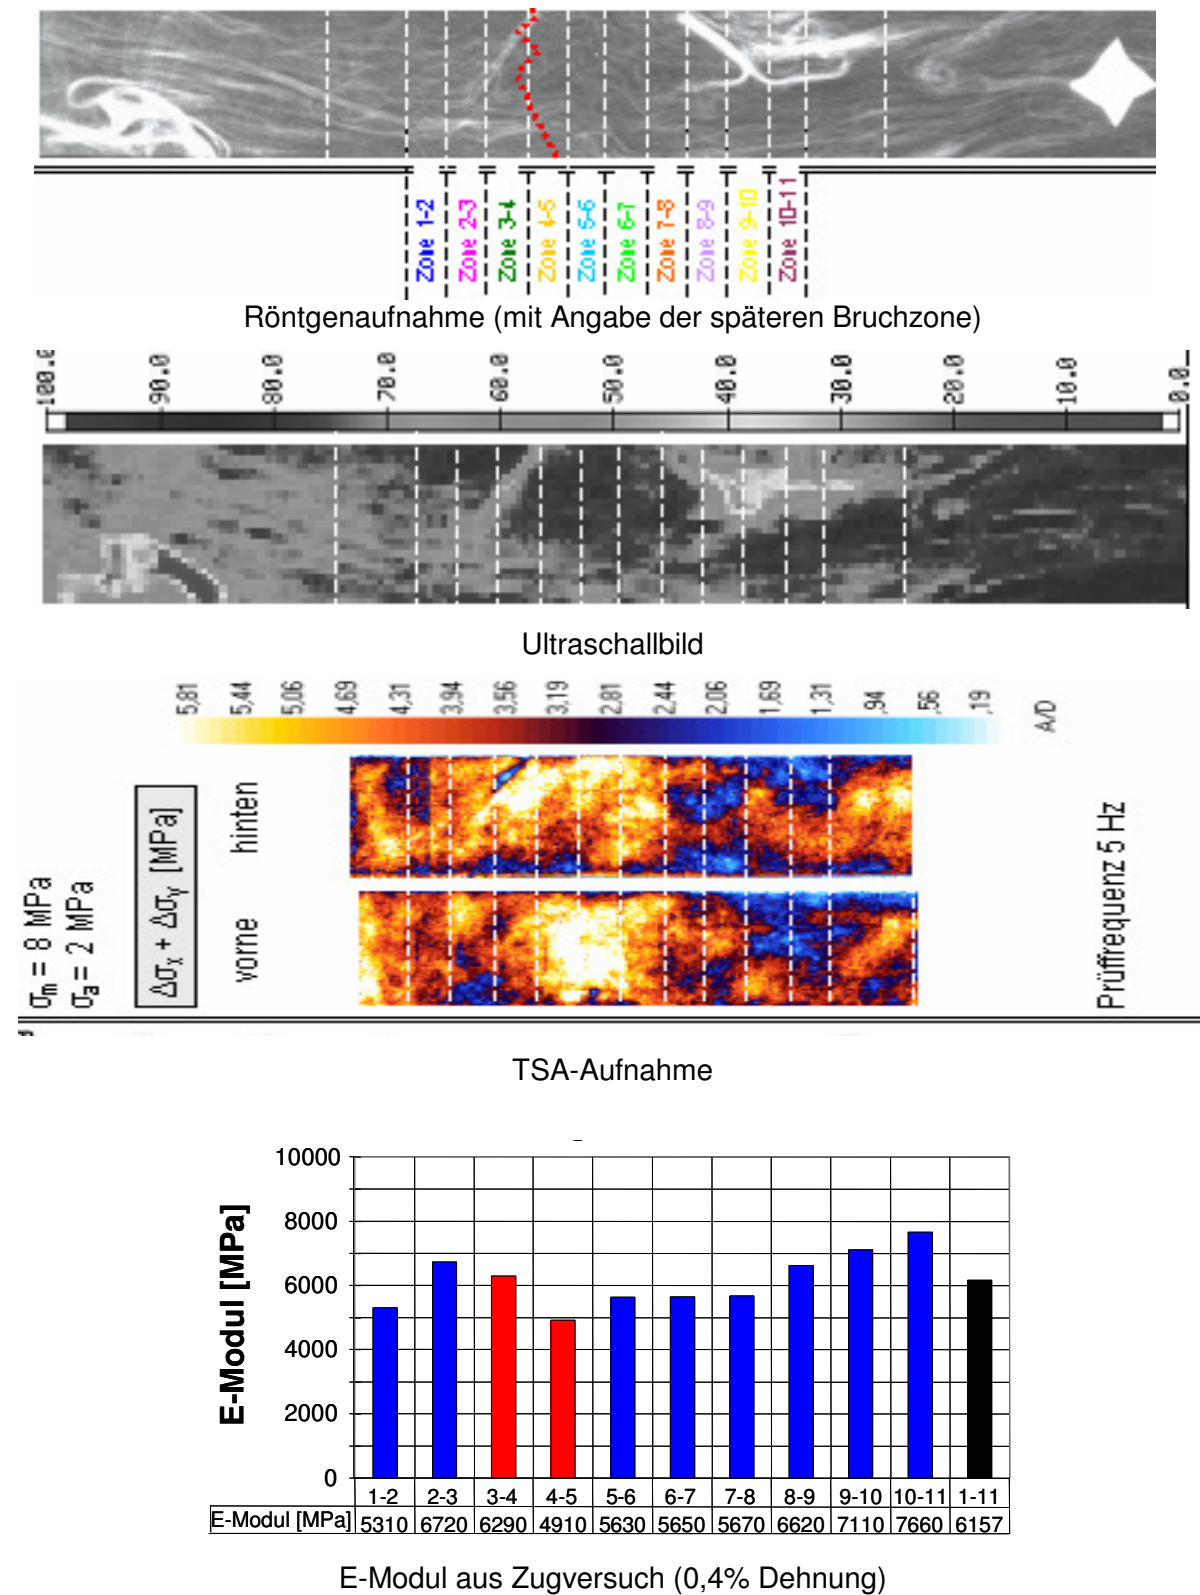 Zone 1-2
Zone 2-3
Zone 3-4
Zone 4-5
Zone 5-6
Zone 6-7
Zone 7-8
Zone 8-9
Zone 9-10
Zone 10-11
Röntgenaufnahme (mit Angabe der späteren Bruchzone)
100.0 90.0 80.0 70.0 60.0 50.0 40.0 30.0 20.0 10.0 0.0
Ultraschallbild
5,81 5,44 5,06 4,69 4,31 3,94 3,56 3,19 2,81 2,44 2,06 1,69 1,31 ,94 ,56 ,19 A/D
σm = 8 MPa
σa = 2 MPa
Δσx + Δσy [MPa]
hinten
vorne
Prüffrequenz 5 Hz
TSA-Aufnahme
E-Modul [MPa]
10000
8000
6000
4000
2000
0
1-2 2-3 3-4 4-5 5-6 6-7 7-8 8-9 9-10 10-11 1-11
E-Modul [MPa] 5310 6720 6290 4910 5630 5650 5670 6620 7110 7660 6157
E-Modul aus Zugversuch (0,4% Dehnung)